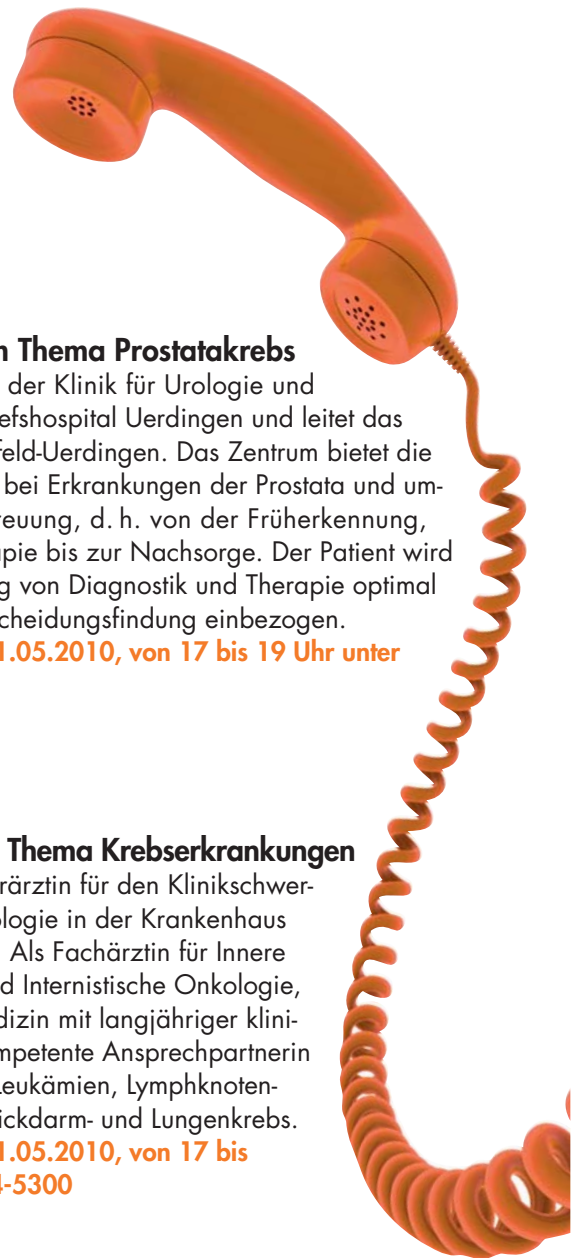 Thema Prostatakrebs
der Klinik für Urologie und
efshospital Uerdingen und leitet das
feld-Uerdingen. Das Zentrum bietet die
bei Erkrankungen der Prostata und um-
reuung, d. h. von der Früherkennung,
apie bis zur Nachsorge. Der Patient wird
g von Diagnostik und Therapie optimal
cheidungsfindung einbezogen.
1.05.2010, von 17 bis 19 Uhr unter
Thema Krebserkrankungen
rärztin für den Klinikschwer-
ologie in der Krankenhaus
Als Fachärztin für Innere
d Internistische Onkologie,
dizin mit langjähriger klini-
mpetente Ansprechpartnerin
Leukämien, Lymphknoten-
ickdarm- und Lungenkrebs.
1.05.2010, von 17 bis
4-5300